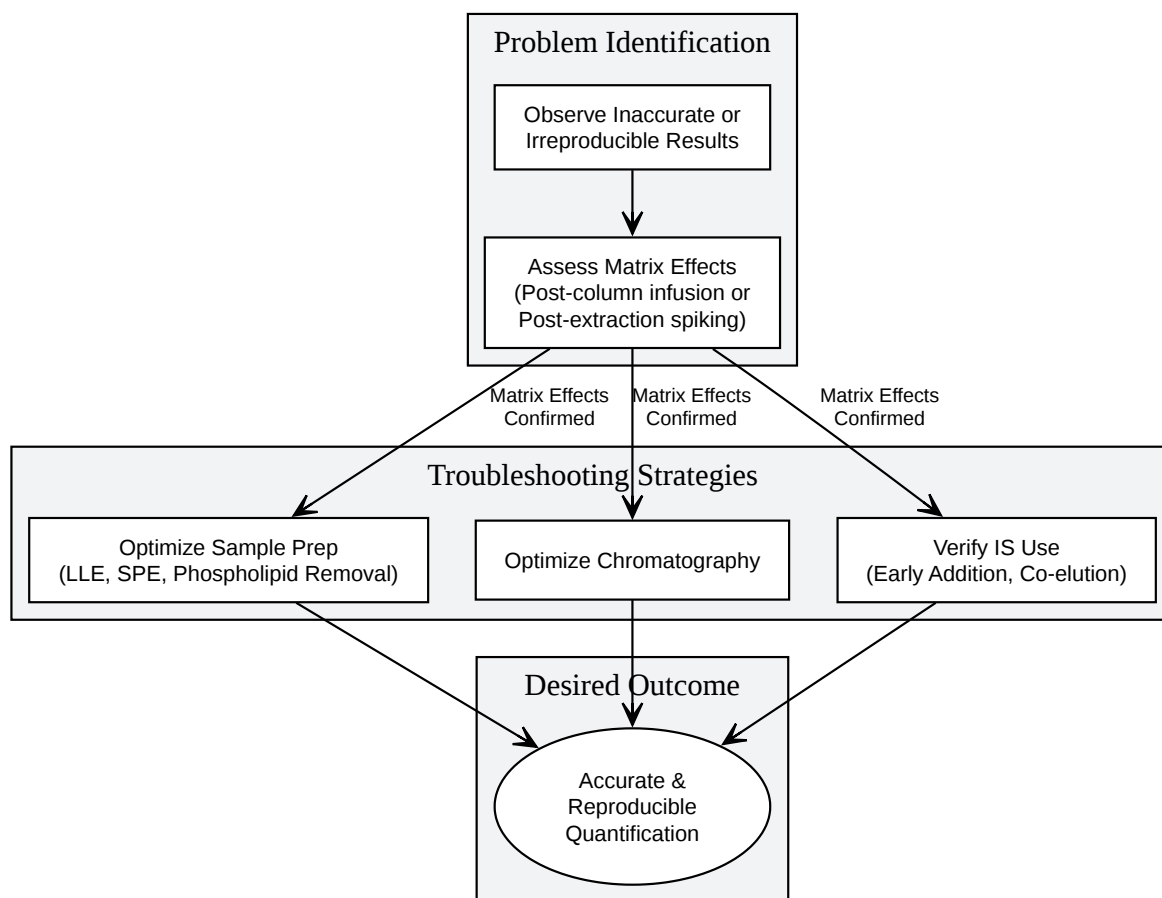 Problem Identification
Observe Inaccurate or
Irreproducible Results
Assess Matrix Effects
(Post-column infusion or
Post-extraction spiking)
Matrix Effects
Confirmed
Matrix Effects
Confirmed
Matrix Effects
Confirmed
Troubleshooting Strategies
Optimize Sample Prep
(LLE, SPE, Phospholipid Removal)
Optimize Chromatography
Verify IS Use
(Early Addition, Co-elution)
Desired Outcome
Accurate &
Reproducible
Quantification